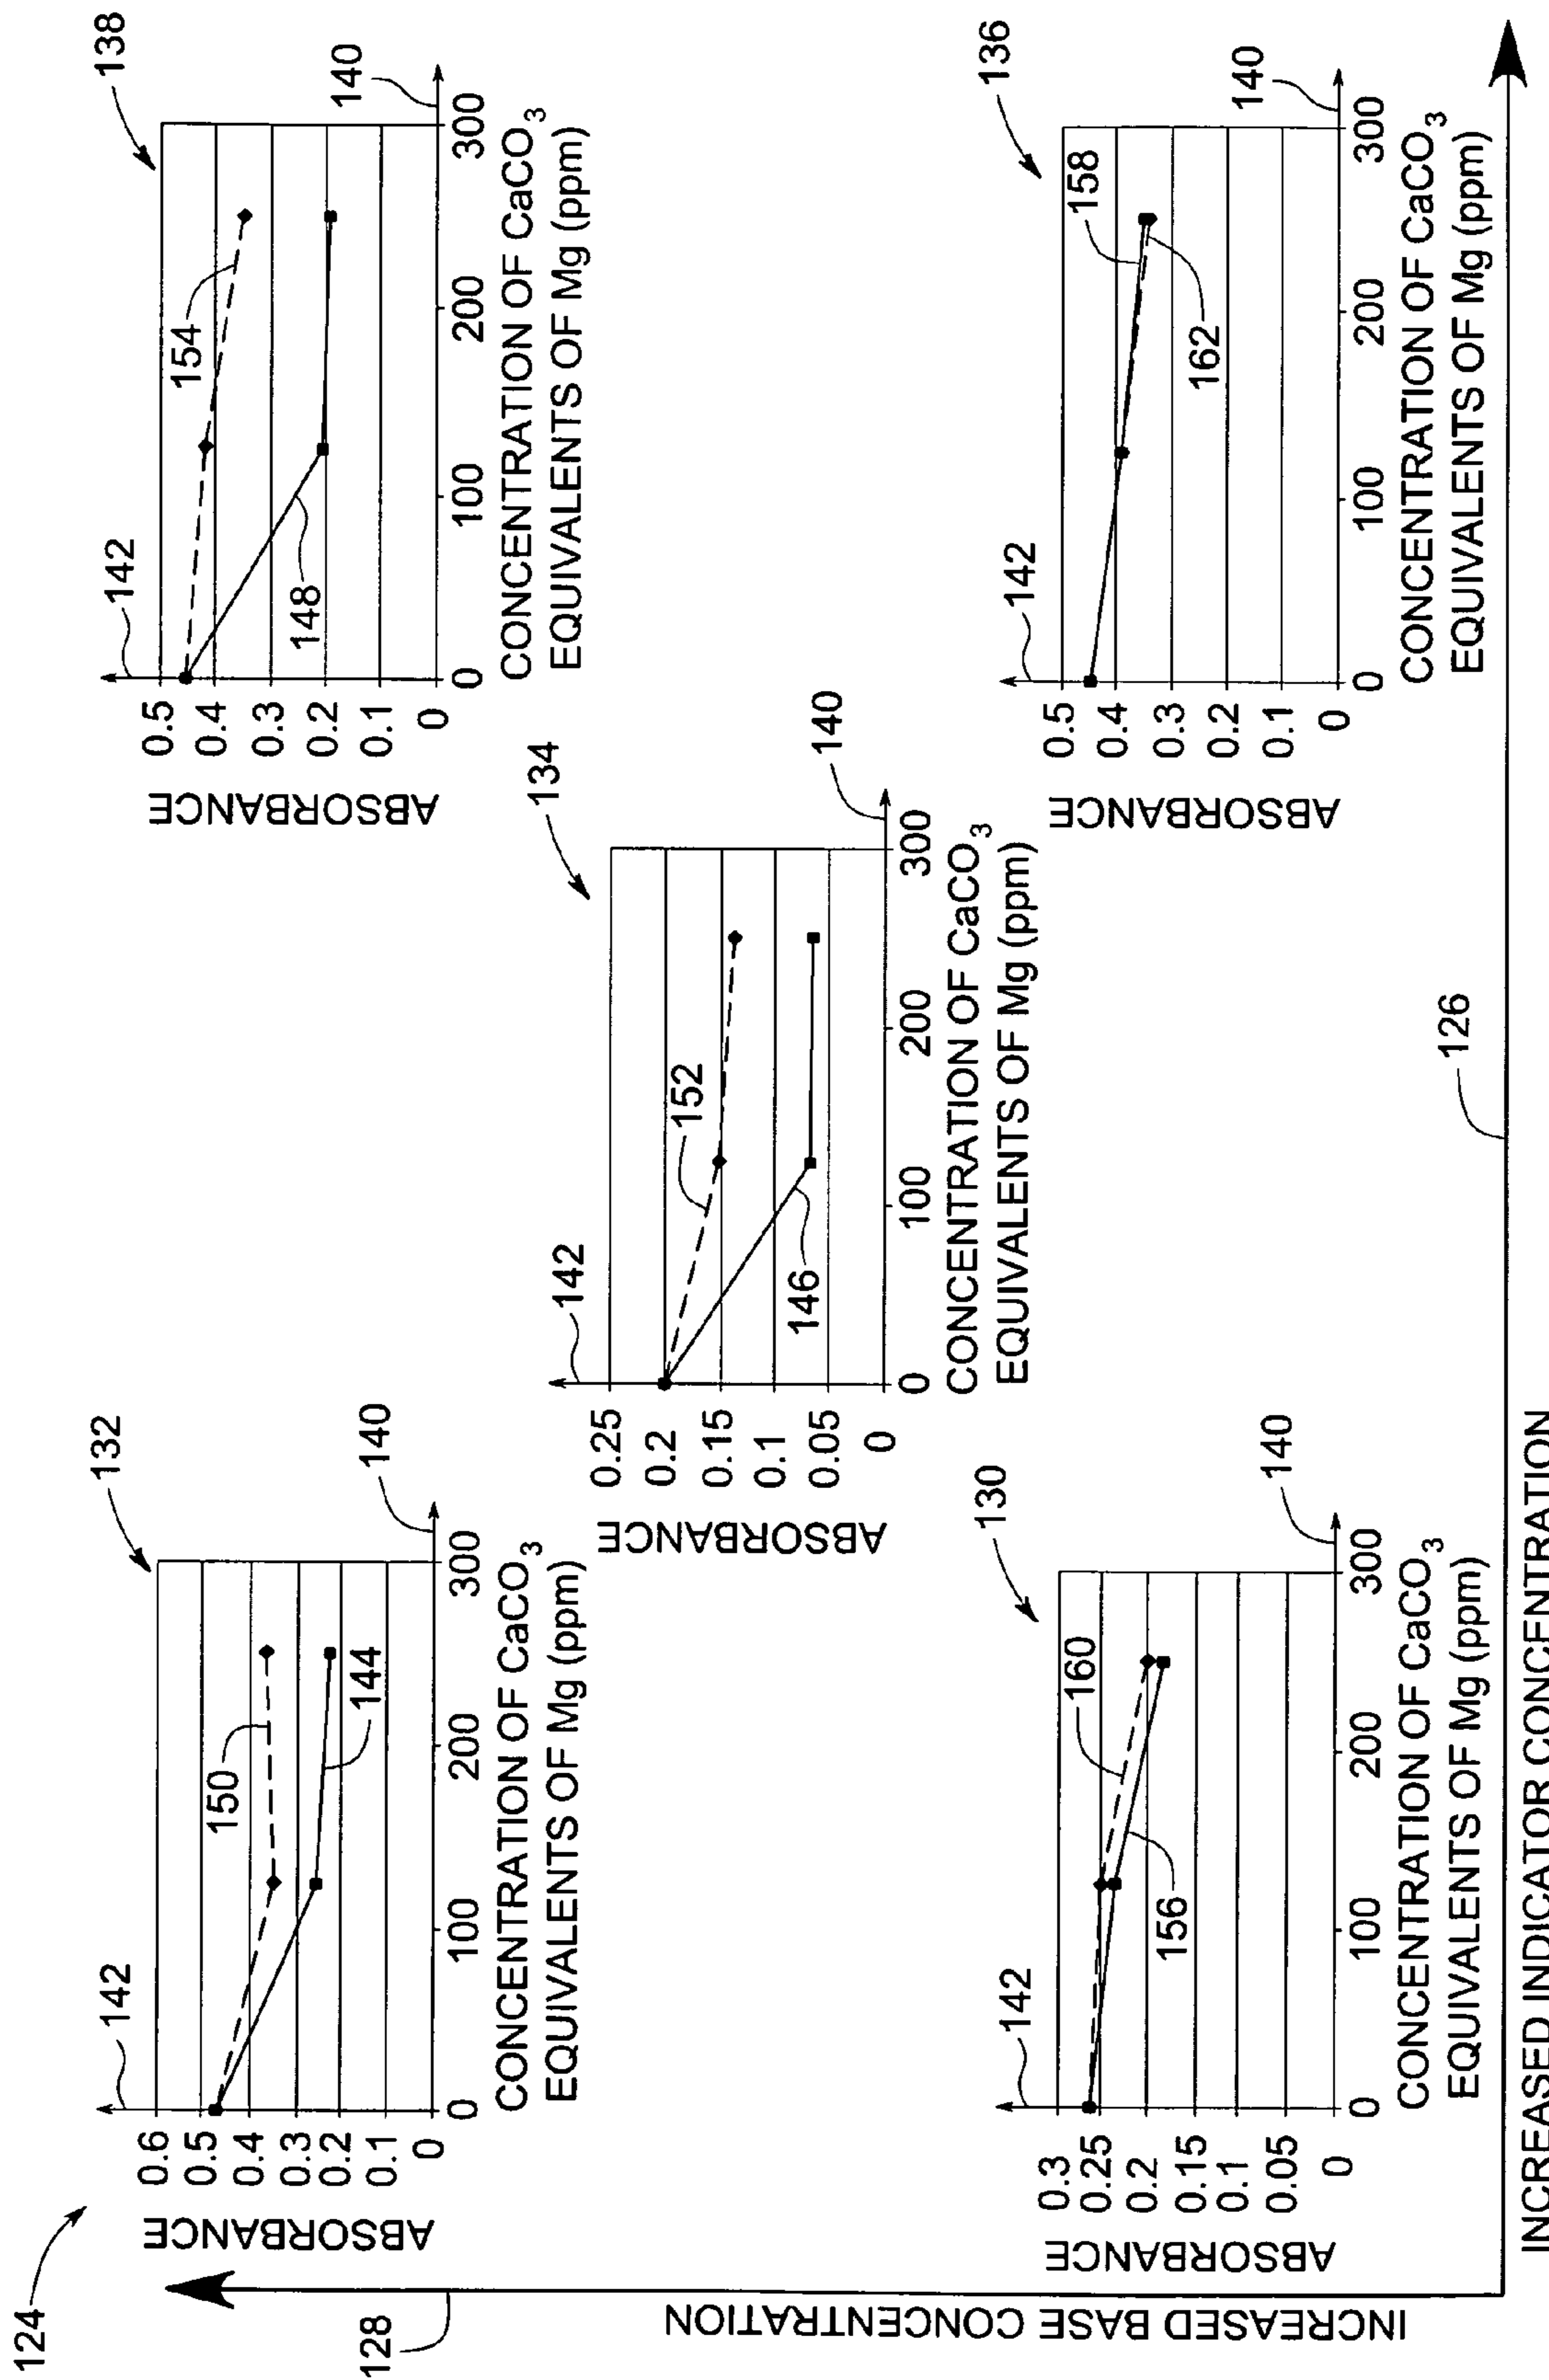 124
128
INCREASED BASE CONCENTRATION
132
142
ABSORBANCE
0.6
0.5
0.4
0.3
0.2
0.1
0
150
144
0 100 200 300
140
CONCENTRATION OF CaCO3
EQUIVALENTS OF Mg (ppm)
138
142
ABSORBANCE
0.5
0.4
0.3
0.2
0.1
0
154
148
0 100 200 300
140
CONCENTRATION OF CaCO3
EQUIVALENTS OF Mg (ppm)
134
142
ABSORBANCE
0.25
0.2
0.15
0.1
0.05
0
152
146
0 100 200 300
140
CONCENTRATION OF CaCO3
EQUIVALENTS OF Mg (ppm)
130
142
ABSORBANCE
0.3
0.25
0.2
0.15
0.1
0.05
0
160
156
0 100 200 300
140
CONCENTRATION OF CaCO3
EQUIVALENTS OF Mg (ppm)
136
142
ABSORBANCE
0.5
0.4
0.3
0.2
0.1
0
158
162
0 100 200 300
140
CONCENTRATION OF CaCO3
EQUIVALENTS OF Mg (ppm)
126
INCREASED INDICATOR CONCENTRATION